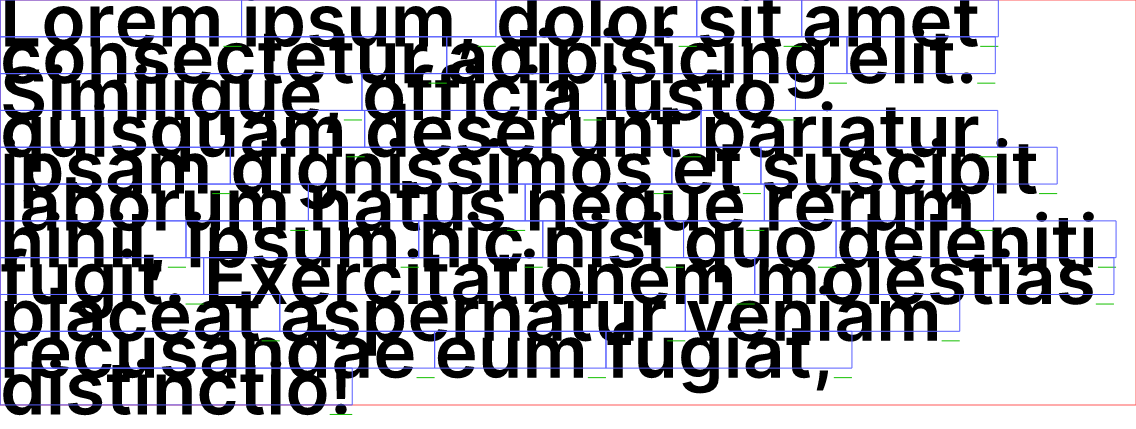 Lorem ipsum, dolor sit amet
consectetur adipisicing elit.
Similique, officia iusto
quisquam deserunt pariatur
ipsam dignissimos et suscipit
laborum natus neque rerum
nihil, ipsum hic nisi quo deleniti
fugit. Exercitationem molestias
placeat aspernatur veniam
recusandae eum fugiat,
distinctio!